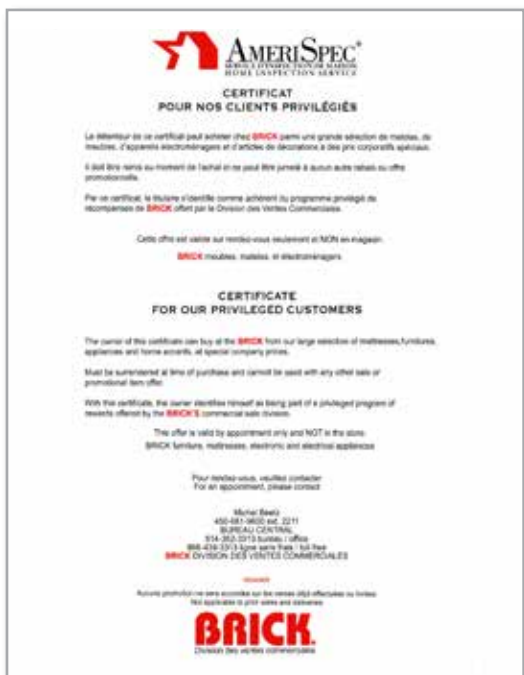 AMERISPEC®
SERVICE D'INSPECTION DE MAISON
HOME INSPECTION SERVICE
CERTIFICAT
POUR NOS CLIENTS PRIVILÉGIÉS
Le détenteur de ce certificat peut acheter chez BRICK parmi une grande sélection de matelas, de
meubles, d'appareils électroménagers et d'articles de décorations à des prix corporatifs spéciaux.
Il doit être remis au moment de l'achat et ne peut être jumelé à aucun autre rabais ou offre
promotionnelle.
Par ce certificat, le titulaire s'identifie comme adhérent du programme privilégié de
récompenses de BRICK offert par la Division des Ventes Commerciales.
Cette offre est valide sur rendez-vous seulement et NON en magasin.
BRICK meubles, matelas, et électroménagers
CERTIFICATE
FOR OUR PRIVILEGED CUSTOMERS
The owner of this certificate can buy at the BRICK from our large selection of mattresses, furnitures,
appliances and home accents, at special company prices.
Must be surrendered at time of purchase and cannot be used with any other sale or
promotional item offer.
With this certificate, the owner identifies himself as being part of a privileged program of
rewards offered by the BRICK'S commercial sale division.
This offer is valid by appointment only and NOT in the store.
BRICK furniture, mattresses, electronic and electrical appliances
Pour rendez-vous, veuillez contacter
For an appointment, please contact
Michel
ext. 2211
BUREAU CENTRAL
bureau / office
ligne sans frais / toll free
BRICK DIVISION DES VENTES COMMERCIALES
Aucune promotion ne sera accordée sur les ventes déjà effectuées ou livrées.
Not applicable to prior sales and deliveries.
BRICK.
Division des ventes commerciales